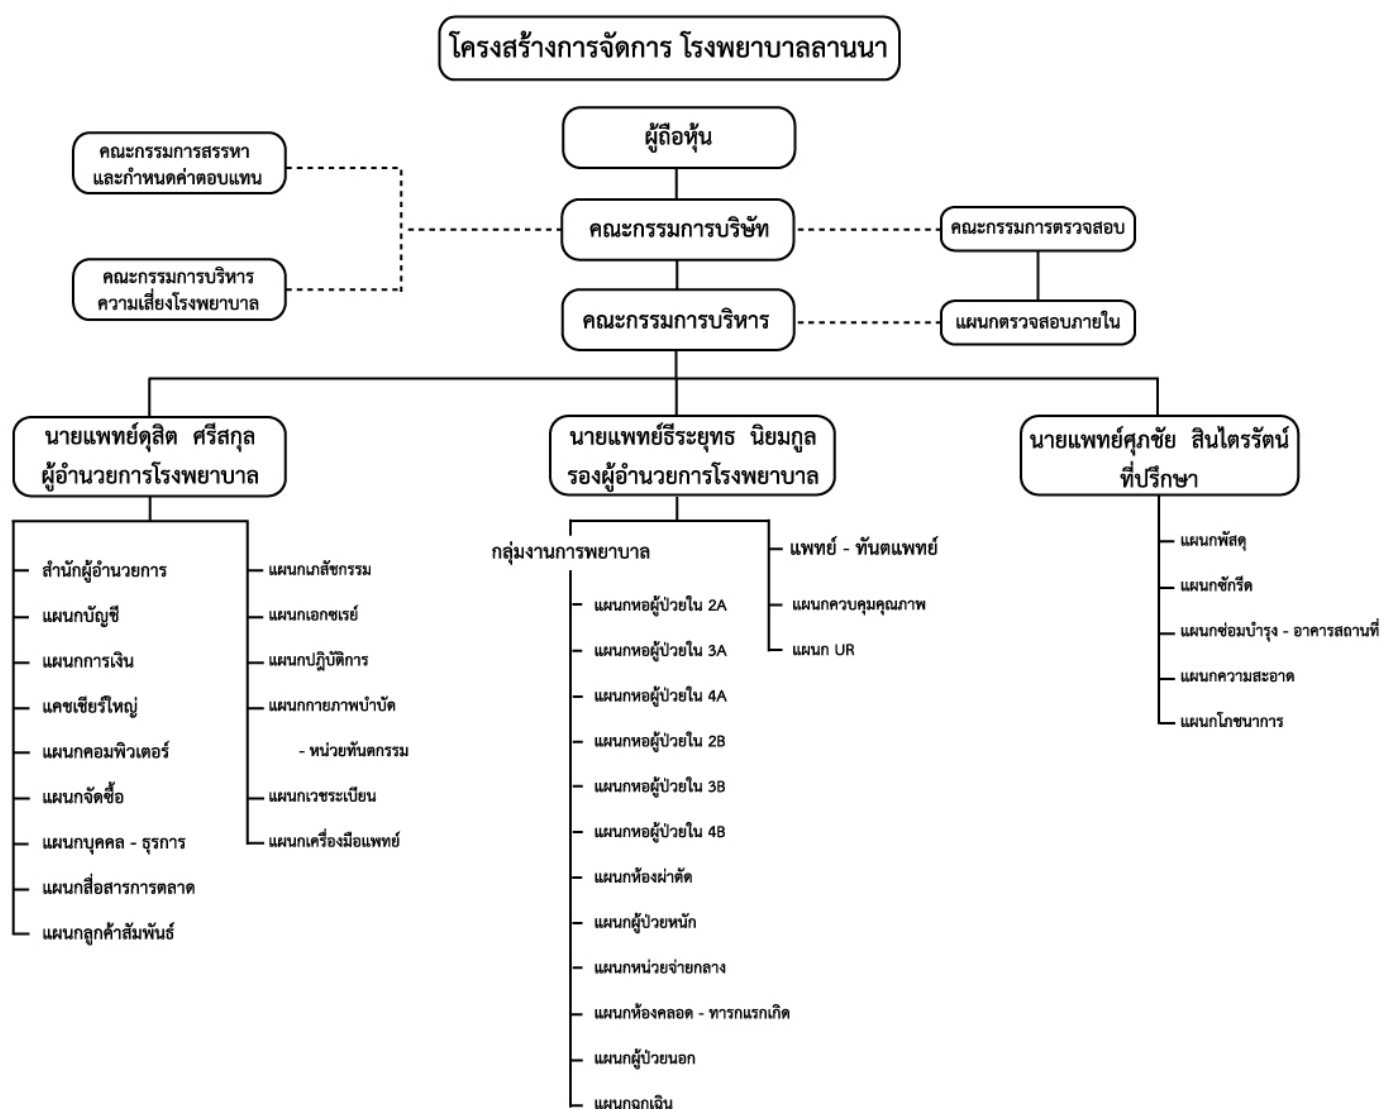 โครงสร้างการจัดการ โรงพยาบาลลานนา
ผู้ถือหุ้น
คณะกรรมการสรรหา
และกำหนดค่าตอบแทน
คณะกรรมการบริษัท
คณะกรรมการตรวจสอบ
คณะกรรมการบริหาร
ความเสี่ยงโรงพยาบาล
คณะกรรมการบริหาร
แผนกตรวจสอบภายใน
นายแพทย์ดุสิต ศรีสกุล
ผู้อำนวยการโรงพยาบาล
สำนักผู้อำนวยการ
แผนกบัญชี
แผนกการเงิน
แคชเชียร์ใหญ่
แผนกคอมพิวเตอร์
แผนกจัดซื้อ
แผนกบุคคล - ธุรการ
แผนกสื่อสารการตลาด
แผนกลูกค้าสัมพันธ์
แผนกเภสัชกรรม
แผนกเอกซเรย์
แผนกปฎิบัติการ
แผนกกายภาพบำบัด
- หน่วยทันตกรรม
แผนกเวชระเบียน
แผนกเครื่องมือแพทย์
นายแพทย์ธีระยุทธ นิยมกูล
รองผู้อำนวยการโรงพยาบาล
กลุ่มงานการพยาบาล
แผนกหอผู้ป่วยใน 2A
แผนกหอผู้ป่วยใน 3A
แผนกหอผู้ป่วยใน 4A
แผนกหอผู้ป่วยใน 2B
แผนกหอผู้ป่วยใน 3B
แผนกหอผู้ป่วยใน 4B
แผนกห้องผ่าตัด
แผนกผู้ป่วยหนัก
แผนกหน่วยจ่ายกลาง
แผนกห้องคลอด - ทารกแรกเกิด
แผนกผู้ป่วยนอก
แผนกฉุกเฉิน
แพทย์ - ทันตแพทย์
แผนกควบคุมคุณภาพ
แผนก UR
นายแพทย์ศุภชัย สินไตรรัตน์
ที่ปรึกษา
แผนกพัสดุ
แผนกซักรีด
แผนกซ่อมบำรุง - อาคารสถานที่
แผนกความสะอาด
แผนกโภชนาการ